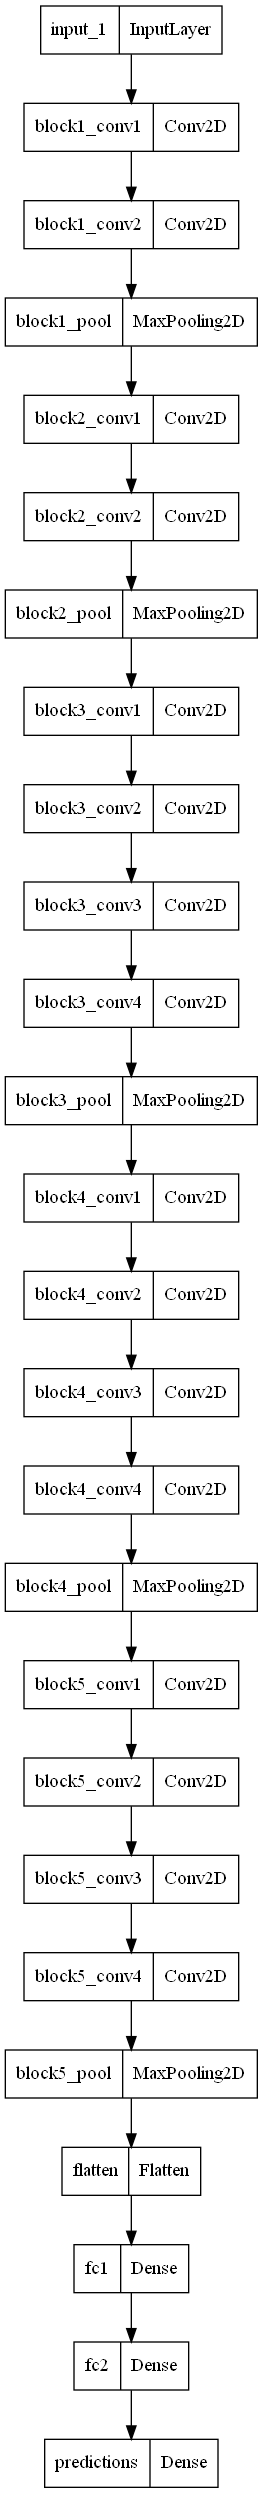 input_1 InputLayer
block1_conv1 Conv2D
block1_conv2 Conv2D
block1_pool MaxPooling2D
block2_conv1 Conv2D
block2_conv2 Conv2D
block2_pool MaxPooling2D
block3_conv1 Conv2D
block3_conv2 Conv2D
block3_conv3 Conv2D
block3_conv4 Conv2D
block3_pool MaxPooling2D
block4_conv1 Conv2D
block4_conv2 Conv2D
block4_conv3 Conv2D
block4_conv4 Conv2D
block4_pool MaxPooling2D
block5_conv1 Conv2D
block5_conv2 Conv2D
block5_conv3 Conv2D
block5_conv4 Conv2D
block5_pool MaxPooling2D
flatten Flatten
fc1 Dense
fc2 Dense
predictions Dense